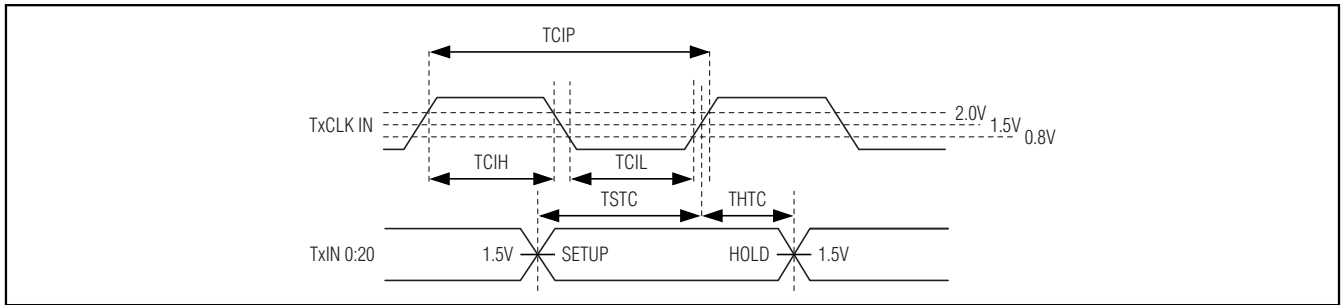 TCIP
TxCLK IN
2.0V
1.5V
0.8V
TCIH
TCIL
TSTC
THTC
TxIN 0:20
1.5V
SETUP
HOLD
1.5V